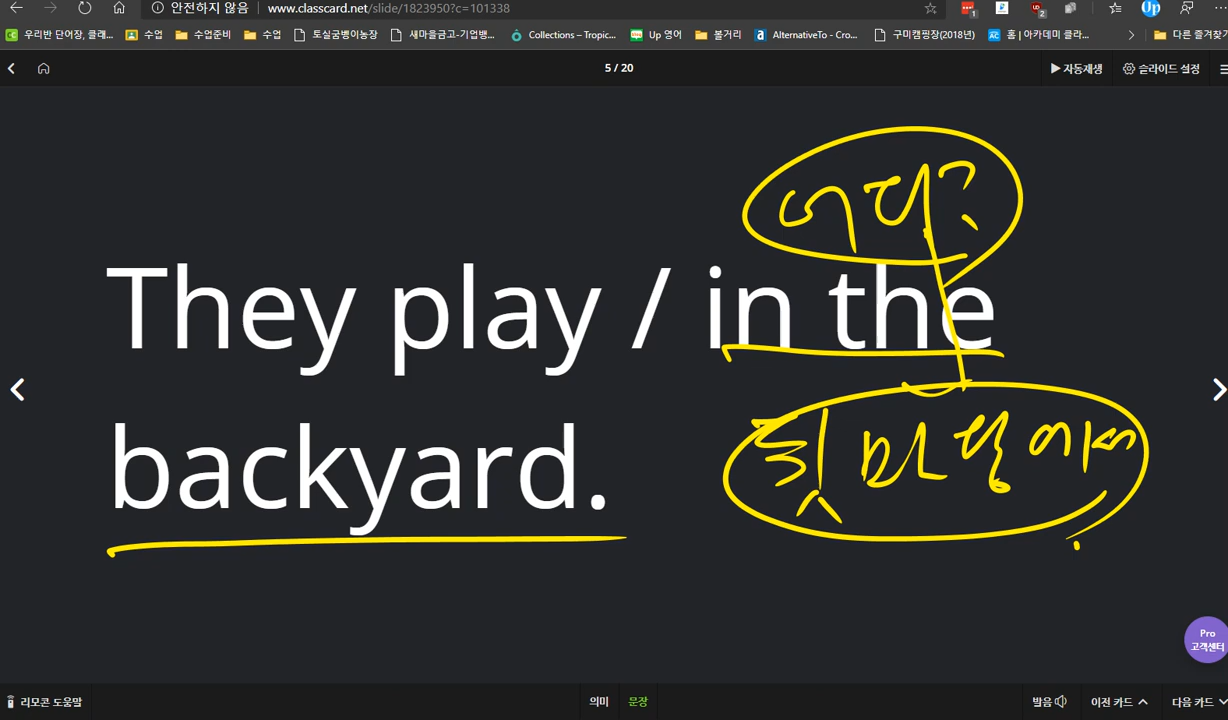 안전하지 않음 | www.classcard.net/slide/1823950?c=101338
우리반 단어장, 클래... 수업 수업준비 수업 토실궁뱅이농장 새마을금고-기업뱅... Collections – Tropic... Up 영어 볼거리 AlternativeTo - Cro... 구미캠핑장(2018년) 홈 | 아카데미 클라... 다른 즐겨찾기
5 / 20 ▶ 자동재생 슬라이드 설정
어디?
They play / in the
뒷마당에서
backyard.
Pro
고객센터
리모콘 도움말 의미 문장 발음 이전 카드 다음 카드